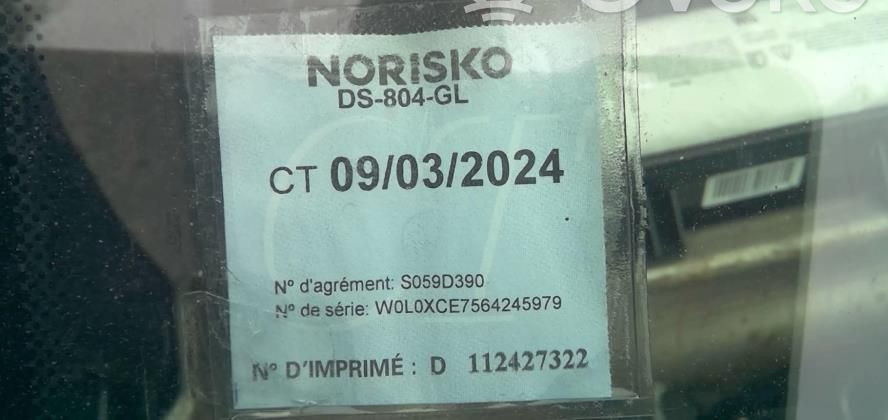 NORISKO
DS-804-GL
CT 09/03/2024
N° d'agrément: S059D390
N° de série: W0L0XCE7564245979
N° D'IMPRIMÉ : D 112427322